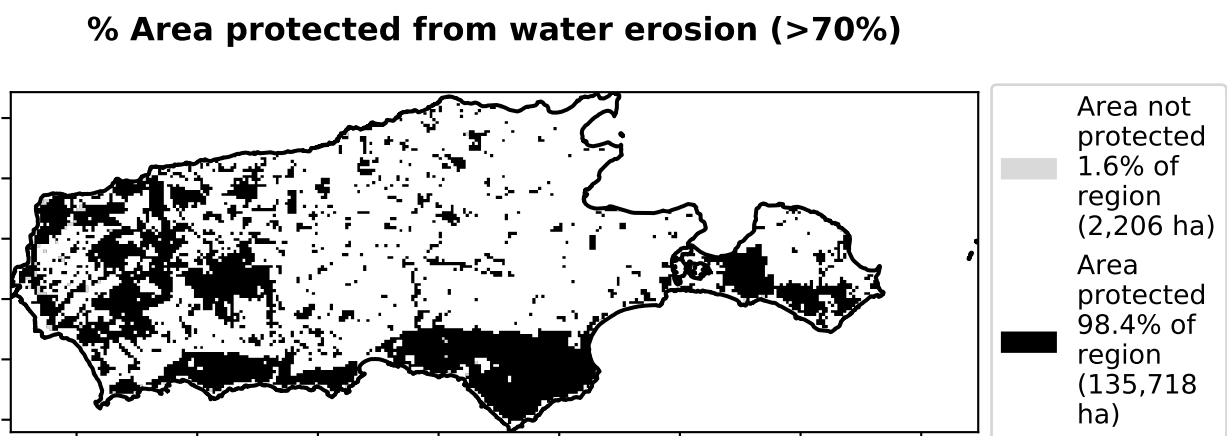 % Area protected from water erosion (>70%)
Area not
protected
1.6% of
region
(2,206 ha)
Area
protected
98.4% of
region
(135,718
ha)